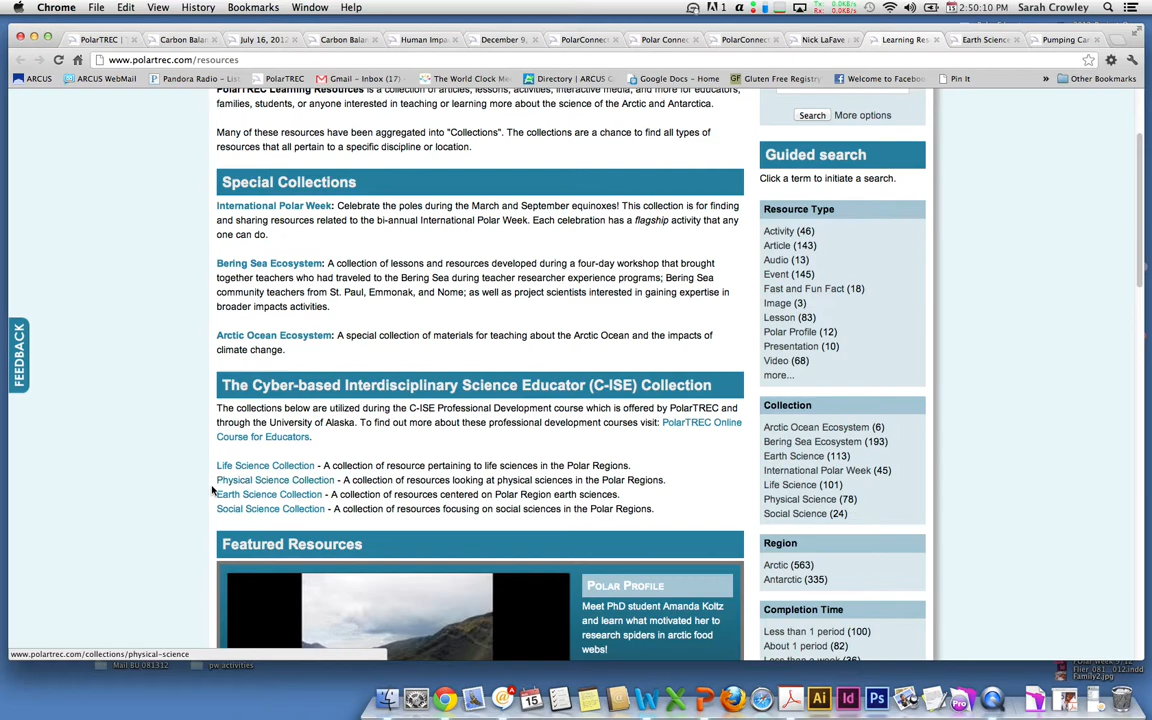 Chrome File Edit View History Bookmarks Window Help 1 2:50:10 PM Sarah Crowley
PolarTREC | Carbon Balan July 16, 201 Carbon Balan Human Impa December 9, PolarConnec Polar Connec PolarConnec Nick LaFave Learning Res Earth Science Pumping Car
www.polartrec.com/resources
ARCUS ARCUS WebMail Pandora Radio - List. PolarTREC Gmail - Inbox (17) The World Clock Me Directory | ARCUS Google Docs - Home Gluten Free Registry Welcome to Facebo Pin It » Other Bookmarks
PolarTREC Learning Resources is a collection of articles, lessons, activities, interactive media, and more for educators,
families, students, or anyone interested in teaching or learning more about the science of the Arctic and Antarctica.
Many of these resources have been aggregated into "Collections". The collections are a chance to find all types of
resources that all pertain to a specific discipline or location.
Special Collections
International Polar Week: Celebrate the poles during the March and September equinoxes! This collection is for finding
and sharing resources related to the bi-annual International Polar Week. Each celebration has a flagship activity that any
one can do.
Bering Sea Ecosystem: A collection of lessons and resources developed during a four-day workshop that brought
together teachers who had traveled to the Bering Sea during teacher researcher experience programs; Bering Sea
community teachers from St. Paul, Emmonak, and Nome; as well as project scientists interested in gaining expertise in
broader impacts activities.
Arctic Ocean Ecosystem: A special collection of materials for teaching about the Arctic Ocean and the impacts of
climate change.
The Cyber-based Interdisciplinary Science Educator (C-ISE) Collection
The collections below are utilized during the C-ISE Professional Development course which is offered by PolarTREC and
through the University of Alaska. To find out more about these professional development courses visit: PolarTREC Online
Course for Educators.
Life Science Collection - A collection of resource pertaining to life sciences in the Polar Regions.
Physical Science Collection - A collection of resources looking at physical sciences in the Polar Regions.
Earth Science Collection - A collection of resources centered on Polar Region earth sciences.
Social Science Collection - A collection of resources focusing on social sciences in the Polar Regions.
Featured Resources
POLAR PROFILE
Meet PhD student Amanda Koltz
and learn what motivated her to
research spiders in arctic food
webs!
Search More options
Guided search
Click a term to initiate a search.
Resource Type
Activity (46)
Article (143)
Audio (13)
Event (145)
Fast and Fun Fact (18)
Image (3)
Lesson (83)
Polar Profile (12)
Presentation (10)
Video (68)
more...
Collection
Arctic Ocean Ecosystem (6)
Bering Sea Ecosystem (193)
Earth Science (113)
International Polar Week (45)
Life Science (101)
Physical Science (78)
Social Science (24)
Region
Arctic (563)
Antarctic (335)
Completion Time
Less than 1 period (100)
About 1 period (82)
FEEDBACK
www.polartrec.com/collections/physical-science
Mail BU 081312 pw activities
Family2.jpg
Ai Id Ps Pro